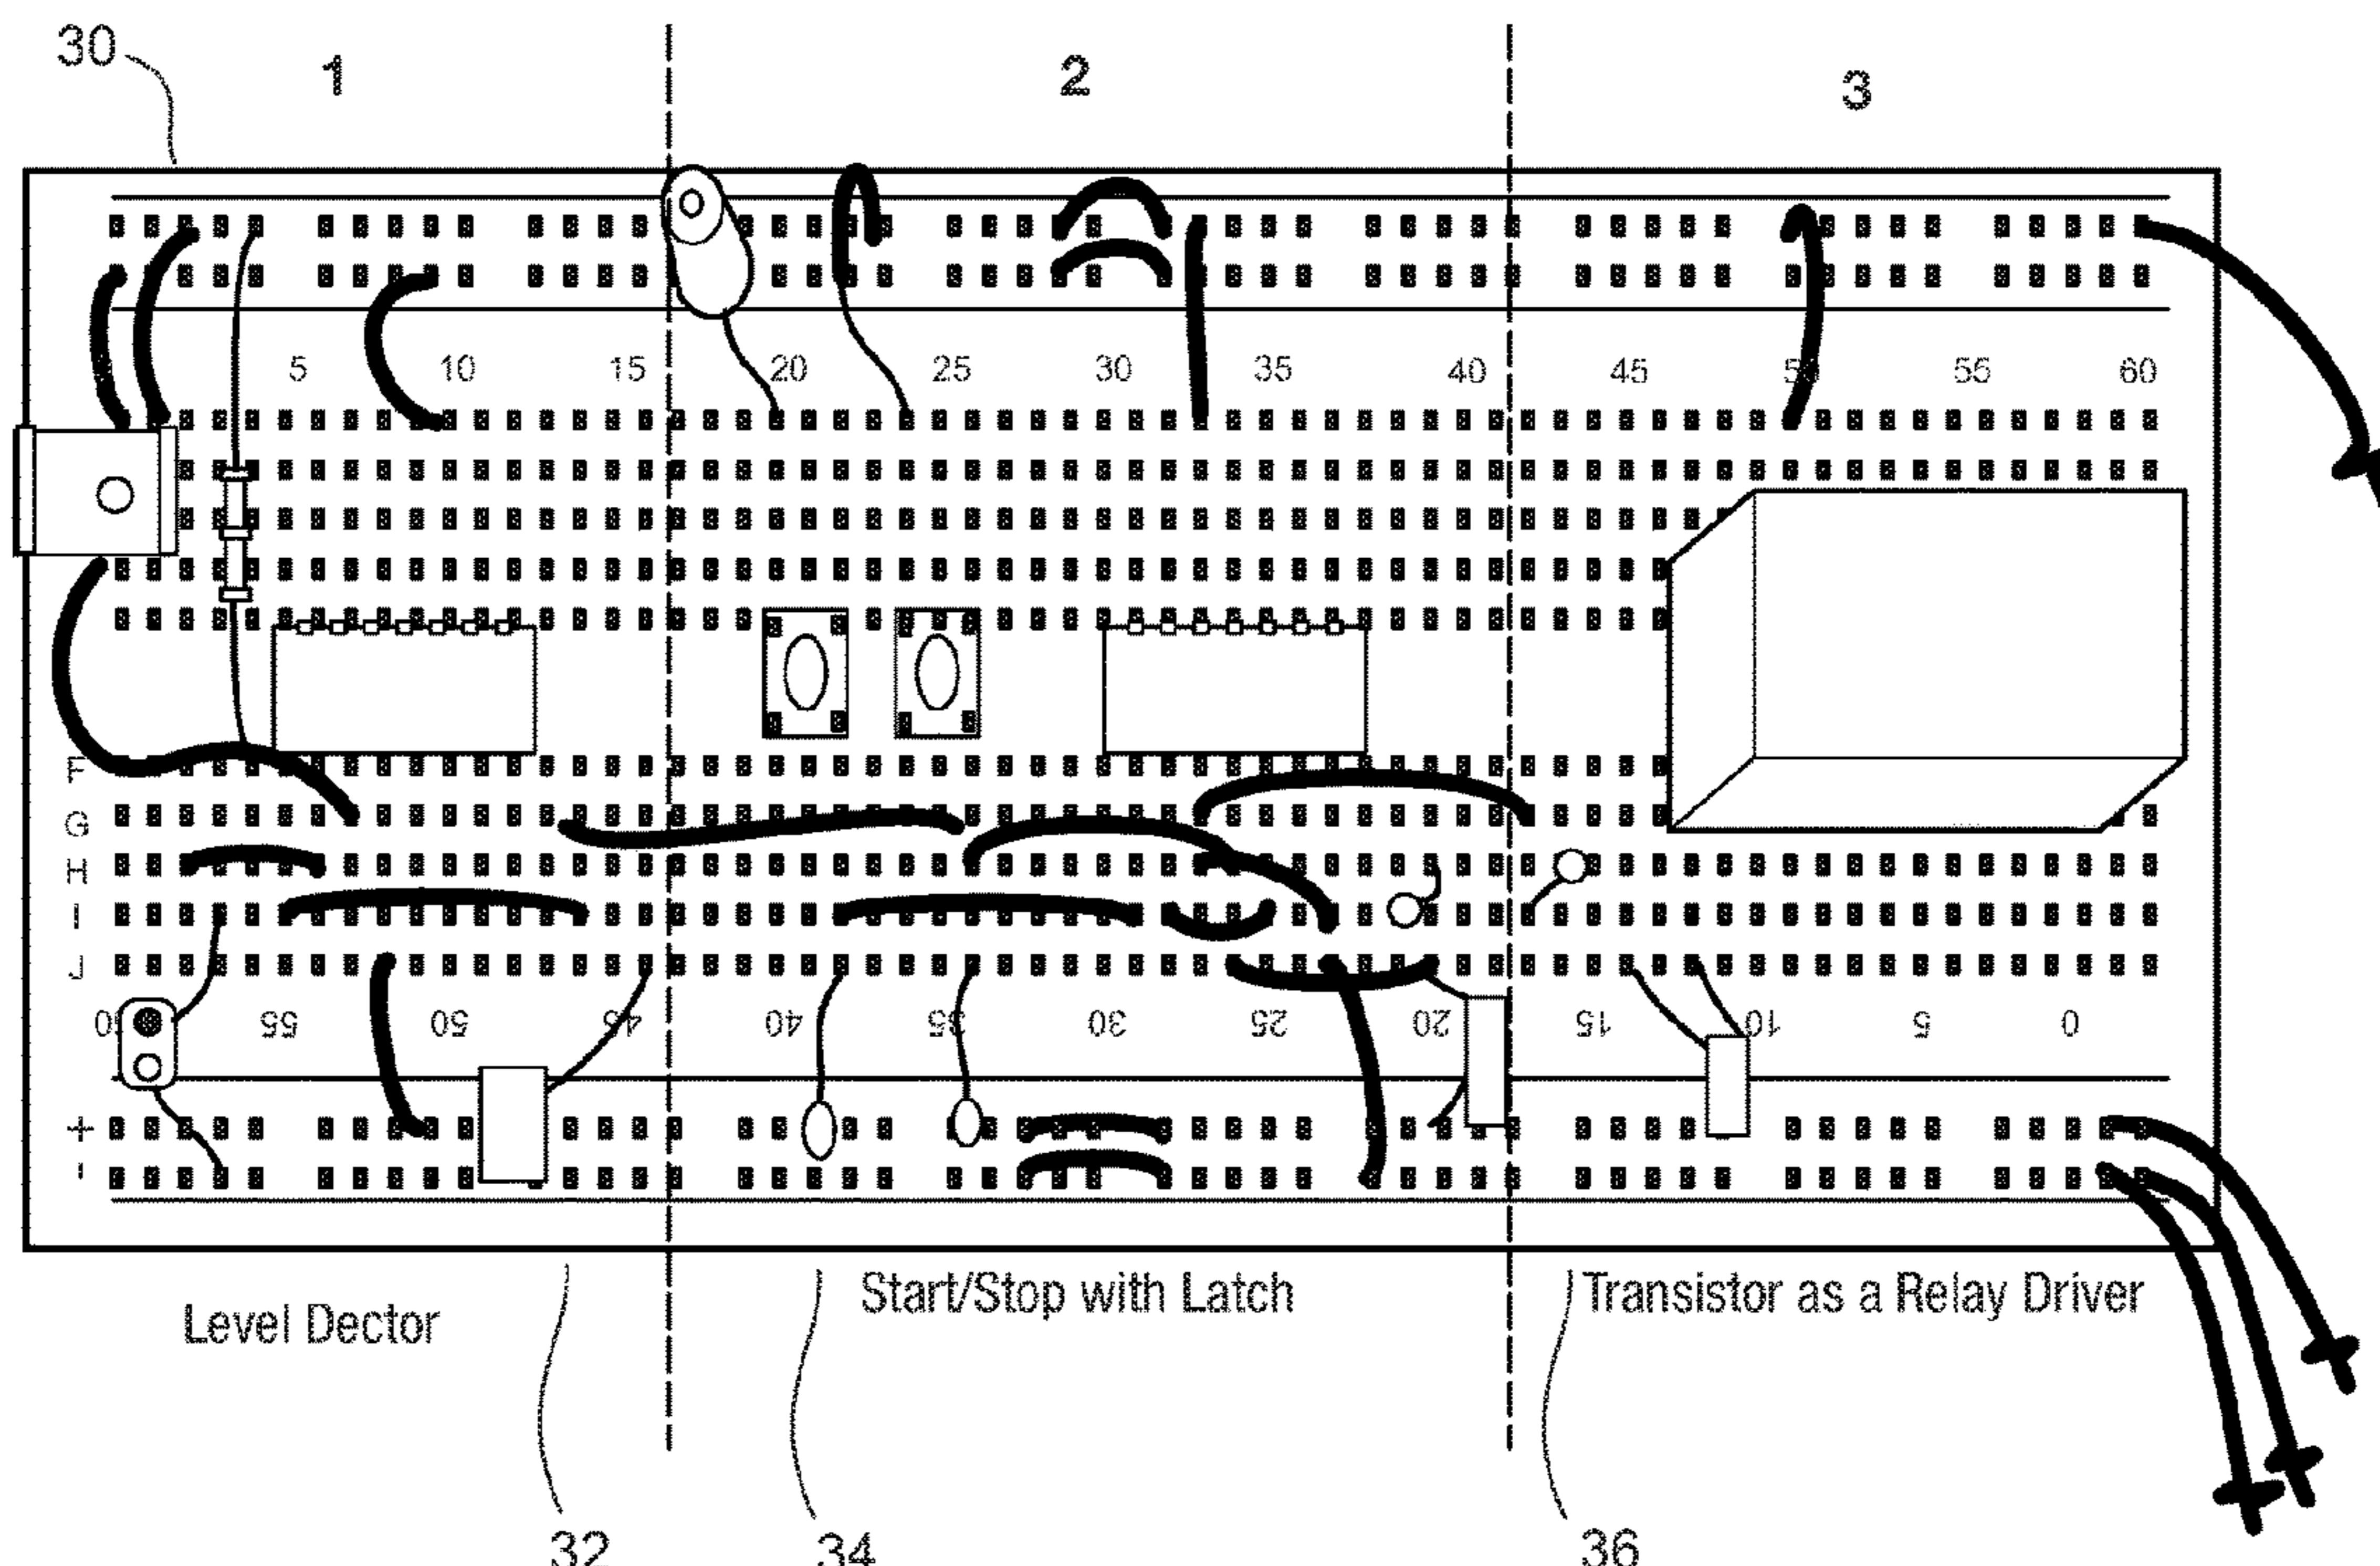 30
1 2 3
5 10 15 20 25 30 35 40 45 50 55 60
F
G
H
I
J
55 50 45 40 35 30 25 20 15 10 5 0
+
-
Level Dector
Start/Stop with Latch
Transistor as a Relay Driver
32 34 36